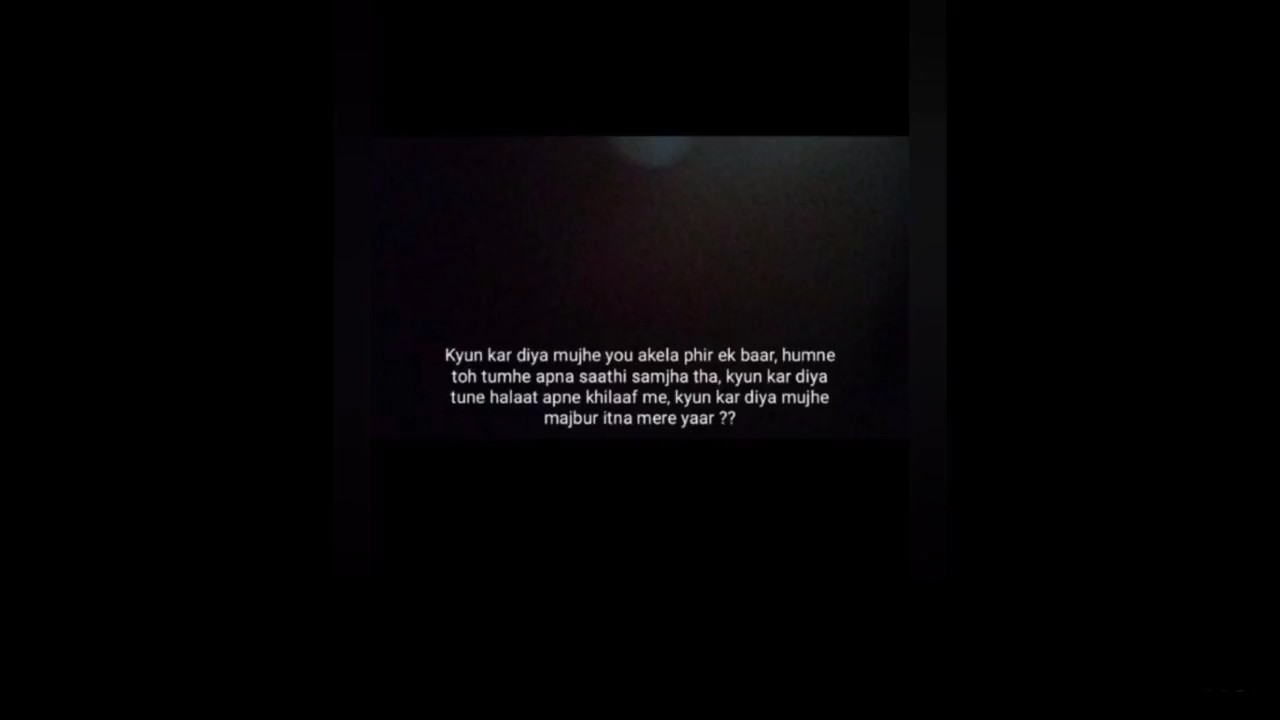 Kyun kar diya mujhe you akela phir ek baar, humne
toh tumhe apna saathi samjha tha, kyun kar diya
tune halaat apne khilaaf me, kyun kar diya mujhe
majbur itna mere yaar ??